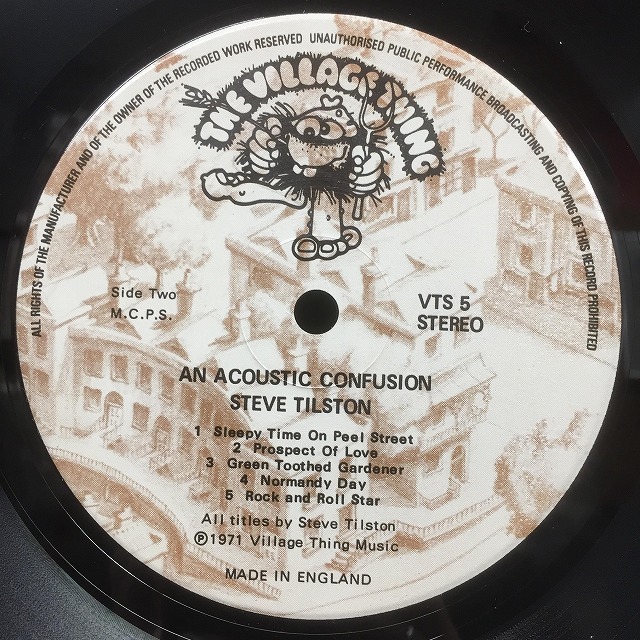 ALL RIGHTS OF THE MANUFACTURER AND OF THE OWNER OF THE RECORDED WORK RESERVED UNAUTHORISED PUBLIC PERFORMANCE BROADCASTING AND COPYING OF THIS RECORD PROHIBITED
THE VILLAGE THING
Side Two
M.C.P.S.
VTS 5
STEREO
AN ACOUSTIC CONFUSION
STEVE TILSTON
1 Sleepy Time On Peel Street
2 Prospect Of Love
3 Green Toothed Gardener
4 Normandy Day
5 Rock and Roll Star
All titles by Steve Tilston
℗1971 Village Thing Music
MADE IN ENGLAND